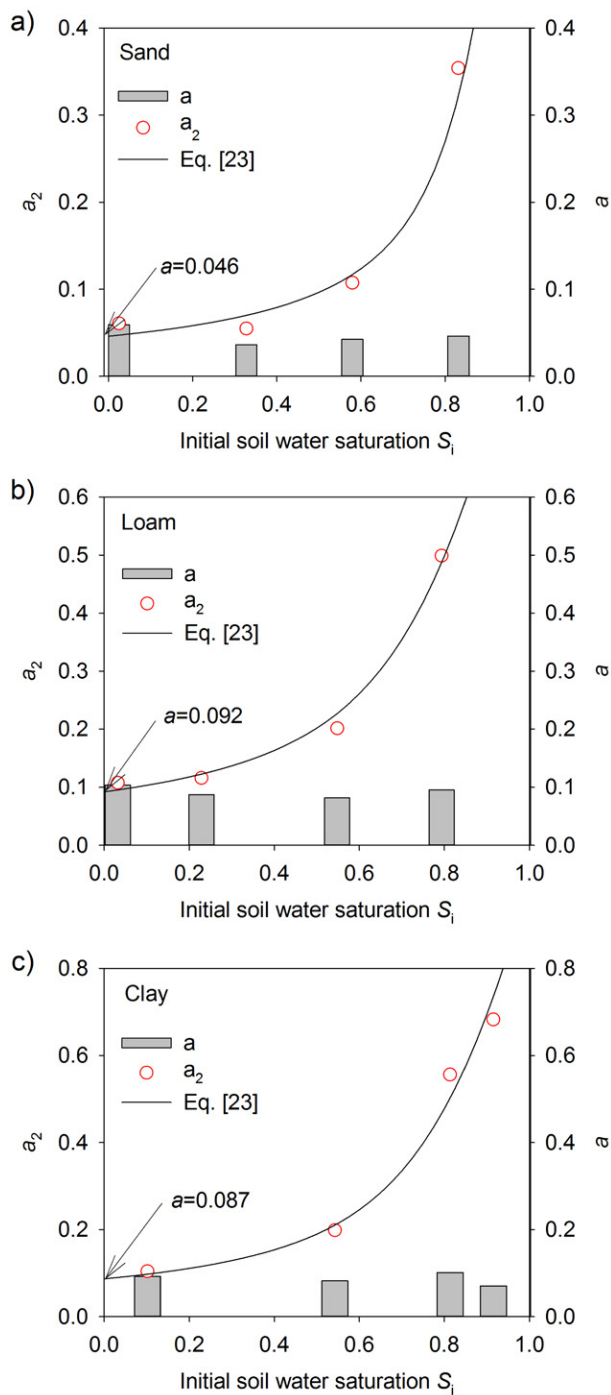 a)
Sand
a
a₂
Eq. [23]
a=0.046
0.4
0.3
0.2
0.1
0.0
a₂
0.4
0.3
0.2
0.1
0.0
a
0.0 0.2 0.4 0.6 0.8 1.0
Initial soil water saturation Sᵢ
b)
Loam
a
a₂
Eq. [23]
a=0.092
0.6
0.5
0.4
0.3
0.2
0.1
0.0
a₂
0.6
0.5
0.4
0.3
0.2
0.1
0.0
a
0.0 0.2 0.4 0.6 0.8 1.0
Initial soil water saturation Sᵢ
c)
Clay
a
a₂
Eq. [23]
a=0.087
0.8
0.6
0.4
0.2
0.0
a₂
0.8
0.6
0.4
0.2
0.0
a
0.0 0.2 0.4 0.6 0.8 1.0
Initial soil water saturation Sᵢ